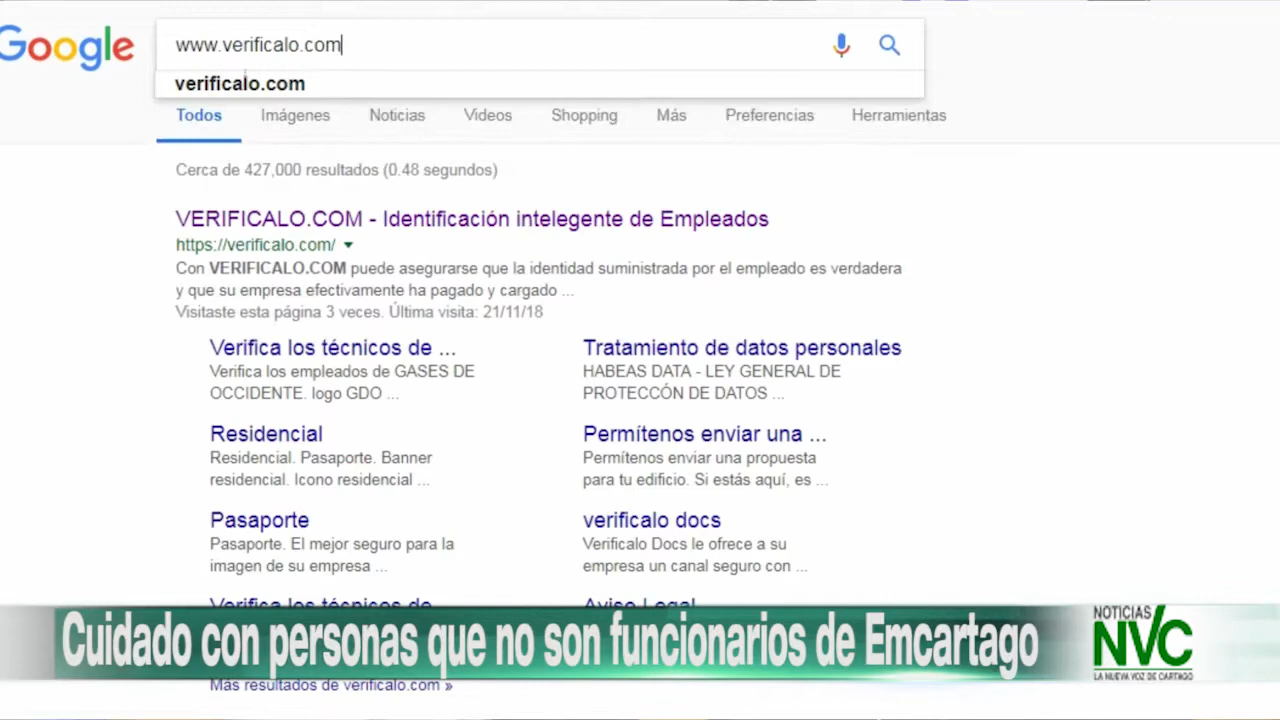 Google
www.verificalo.com
verificalo.com
Todos Imágenes Noticias Videos Shopping Más Preferencias Herramientas
Cerca de 427,000 resultados (0.48 segundos)
VERIFICALO.COM - Identificación intelegente de Empleados
https://verificalo.com/
Con VERIFICALO.COM puede asegurarse que la identidad suministrada por el empleado es verdadera
y que su empresa efectivamente ha pagado y cargado ...
Visitaste esta página 3 veces. Última visita: 21/11/18
Verifica los técnicos de ...
Verifica los empleados de GASES DE
OCCIDENTE. logo GDO ...
Tratamiento de datos personales
HABEAS DATA - LEY GENERAL DE
PROTECCÓN DE DATOS ...
Residencial
Residencial. Pasaporte. Banner
residencial. Icono residencial ...
Permítenos enviar una ...
Permítenos enviar una propuesta
para tu edificio. Si estás aquí, es ...
Pasaporte
Pasaporte. El mejor seguro para la
imagen de su empresa ...
verificalo docs
Verificalo Docs le ofrece a su
empresa un canal seguro con ...
Verifica los técnicos de
Aviso Legal
Cuidado con personas que no son funcionarios de Emcartago
NOTICIAS
NVC
LA NUEVA VOZ DE CARTAGO
Más resultados de verificalo.com »